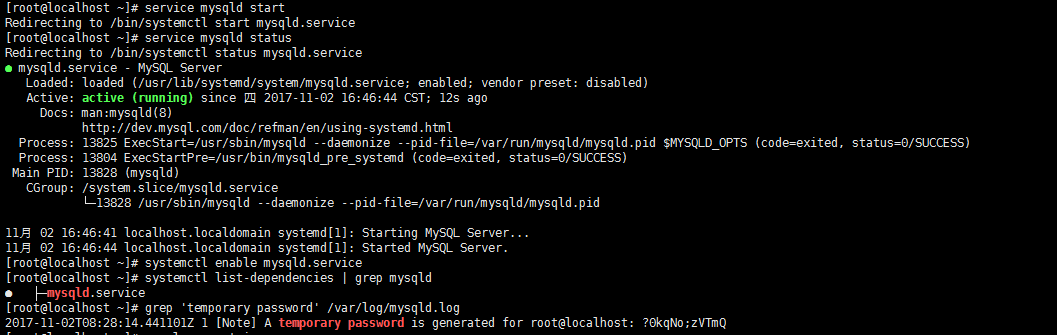 [root@localhost ~]# service mysqld start
Redirecting to /bin/systemctl start mysqld.service
[root@localhost ~]# service mysqld status
Redirecting to /bin/systemctl status mysqld.service
● mysqld.service - MySQL Server
   Loaded: loaded (/usr/lib/systemd/system/mysqld.service; enabled; vendor preset: disabled)
   Active: active (running) since 四 2017-11-02 16:46:44 CST; 12s ago
     Docs: man:mysqld(8)
           http://dev.mysql.com/doc/refman/en/using-systemd.html
  Process: 13825 ExecStart=/usr/sbin/mysqld --daemonize --pid-file=/var/run/mysqld/mysqld.pid $MYSQLD_OPTS (code=exited, status=0/SUCCESS)
  Process: 13804 ExecStartPre=/usr/bin/mysqld_pre_systemd (code=exited, status=0/SUCCESS)
 Main PID: 13828 (mysqld)
   CGroup: /system.slice/mysqld.service
           └─13828 /usr/sbin/mysqld --daemonize --pid-file=/var/run/mysqld/mysqld.pid

11月 02 16:46:41 localhost.localdomain systemd[1]: Starting MySQL Server...
11月 02 16:46:44 localhost.localdomain systemd[1]: Started MySQL Server.
[root@localhost ~]# systemctl enable mysqld.service
[root@localhost ~]# systemctl list-dependencies | grep mysqld
● ├─mysqld.service
[root@localhost ~]# grep 'temporary password' /var/log/mysqld.log
2017-11-02T08:28:14.441101Z 1 [Note] A temporary password is generated for root@localhost: ?0kqNo;zVTmQ